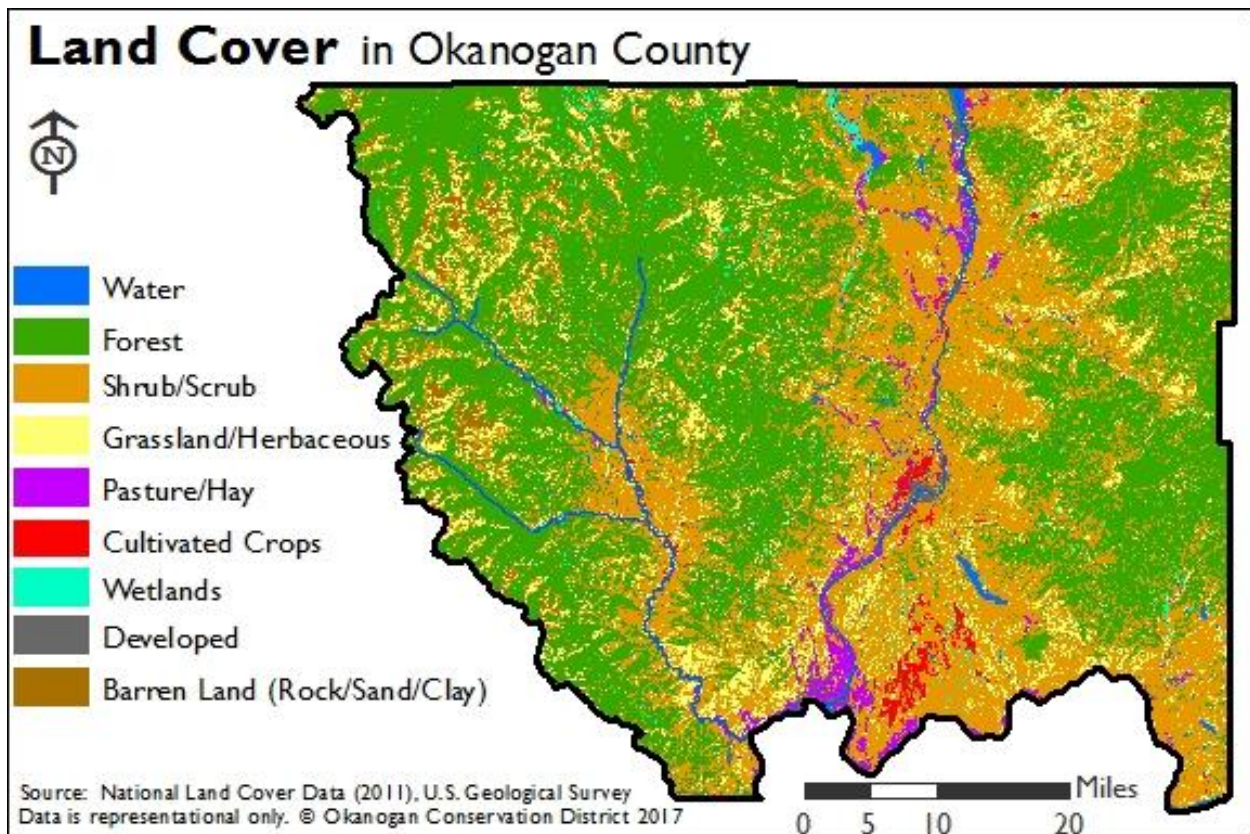 Land Cover in Okanogan County
N
Water
Forest
Shrub/Scrub
Grassland/Herbaceous
Pasture/Hay
Cultivated Crops
Wetlands
Developed
Barren Land (Rock/Sand/Clay)
Source: National Land Cover Data (2011), U.S. Geological Survey
Data is representational only. © Okanogan Conservation District 2017
Miles
0 5 10 20